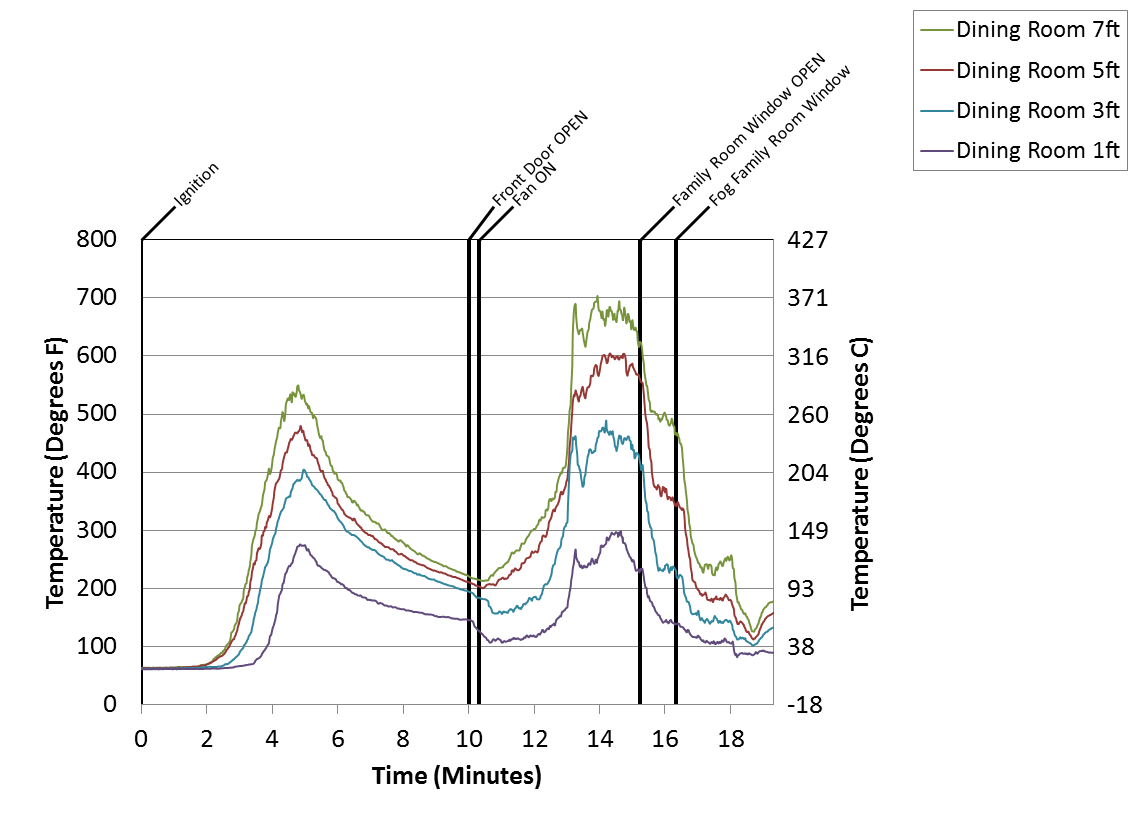 Dining Room 7ft
Dining Room 5ft
Dining Room 3ft
Dining Room 1ft
Ignition
Front Door OPEN
Fan ON
Family Room Window OPEN
Fog Family Room Window
800
700
600
500
400
300
200
100
0
Temperature (Degrees F)
427
371
316
260
204
149
93
38
-18
Temperature (Degrees C)
0 2 4 6 8 10 12 14 16 18
Time (Minutes)